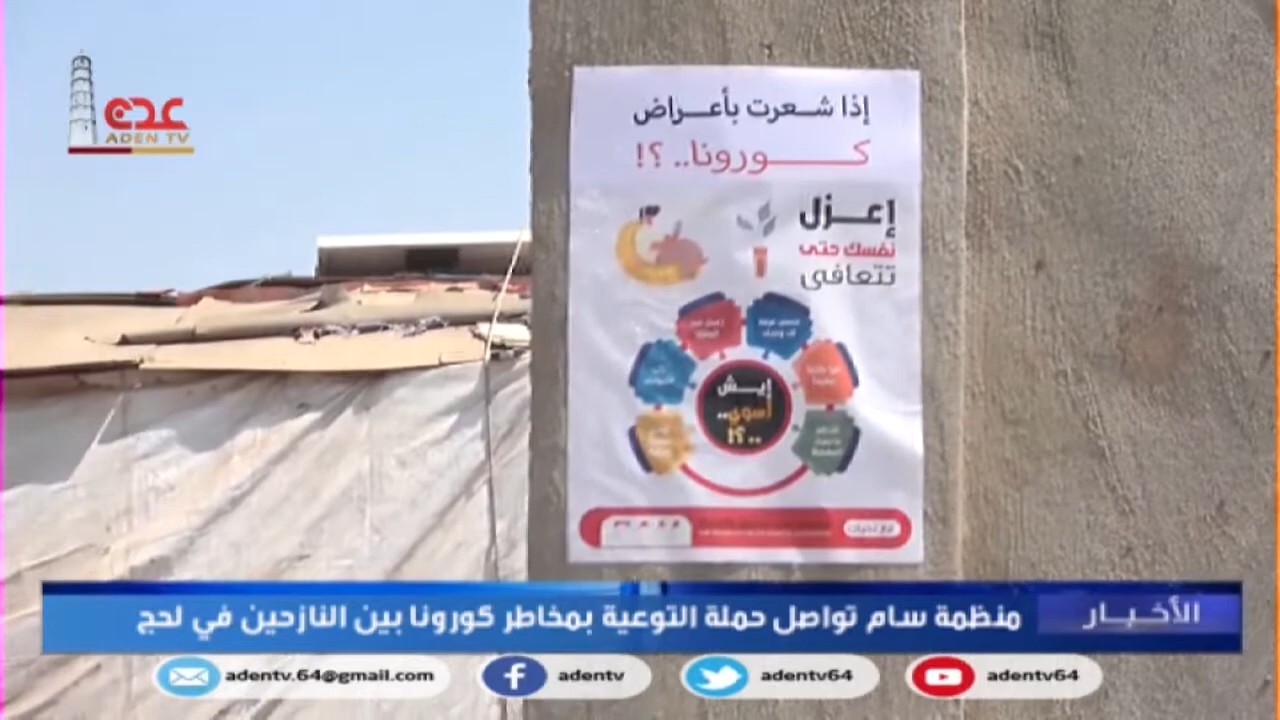 عدن
ADEN TV
إذا شعرت بأعراض
كورونا.. ؟!
إعزل
نفسك حتى
تتعافى
إيش
أسوي..
..؟!
الأخبار
منظمة سام تواصل حملة التوعية بمخاطر كورونا بين النازحين في لحج
adentv.64@gmail.com
adentv
adentv64
adentv64